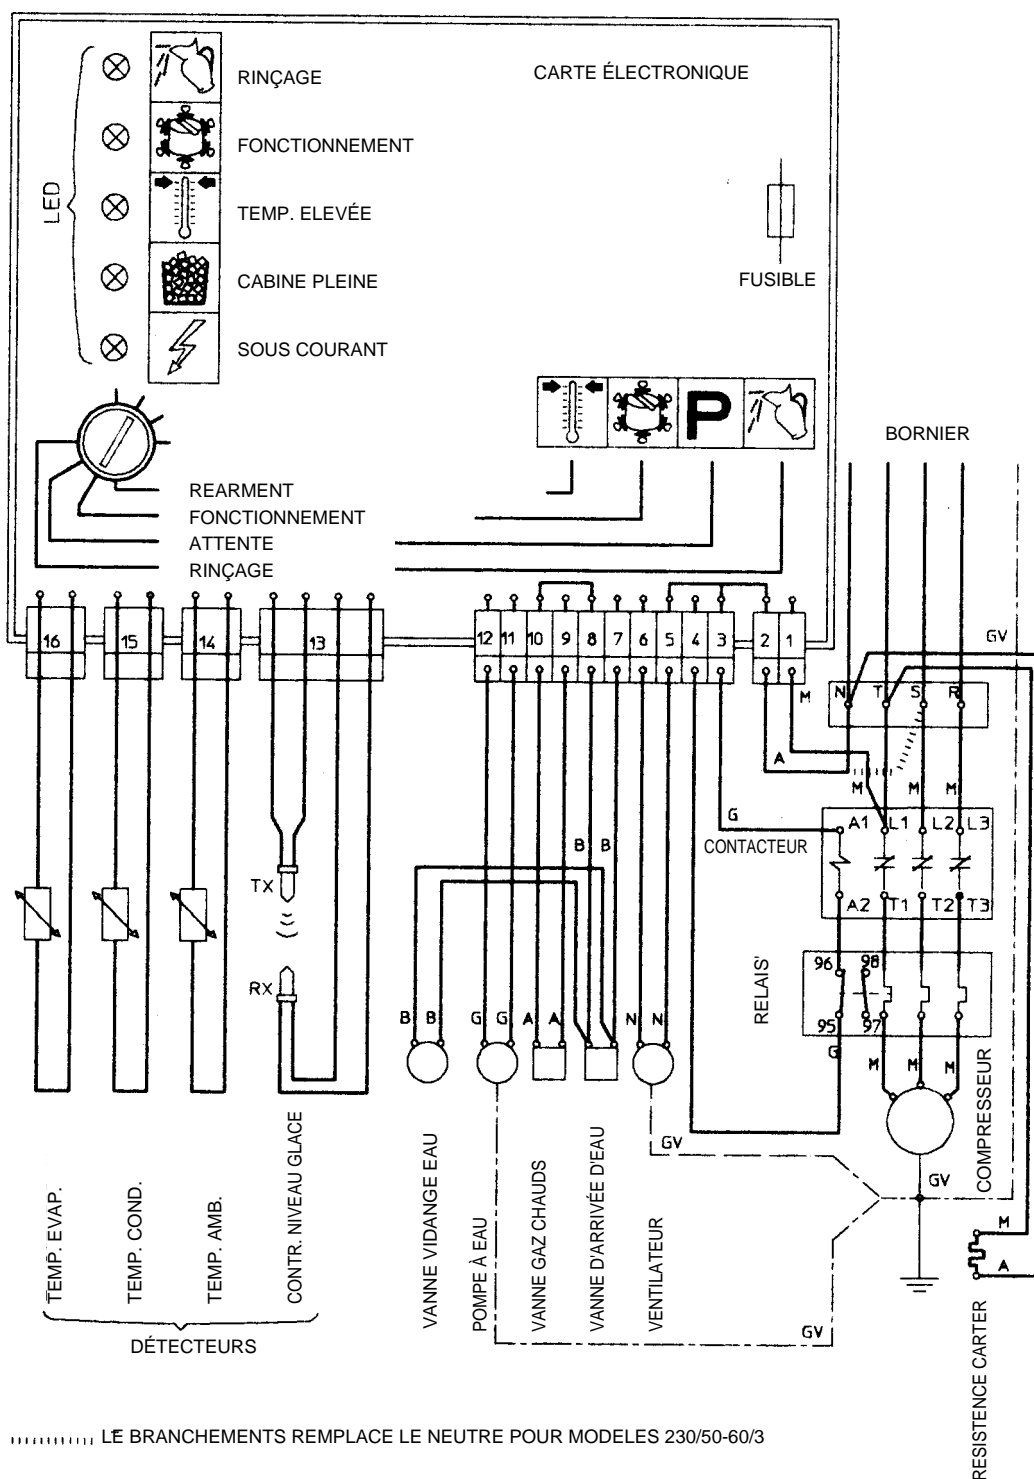 LED
RINÇAGE
FONCTIONNEMENT
TEMP. ELEVÉE
CABINE PLEINE
SOUS COURANT
CARTE ÉLECTRONIQUE
FUSIBLE
P
BORNIER
REARMENT
FONCTIONNEMENT
ATTENTE
RINÇAGE
16 15 14 13 12 11 10 9 8 7 6 5 4 3 2 1
GV
N T S R
M
A
M M M
G
CONTACTEUR
A1 L1 L2 L3
A2 T1 T2 T3
B B
TX
RX
RELAIS'
96 98
95 97
G M M M
B B G G A A N N
COMPRESSEUR
GV
GV
GV
M
A
TEMP. EVAP.
TEMP. COND.
TEMP. AMB.
CONTR. NIVEAU GLACE
DÉTECTEURS
VANNE VIDANGE EAU
POMPE À EAU
VANNE GAZ CHAUDS
VANNE D'ARRIVÉE D'EAU
VENTILATEUR
RESISTENCE CARTER
LE BRANCHEMENTS REMPLACE LE NEUTRE POUR MODELES 230/50-60/3